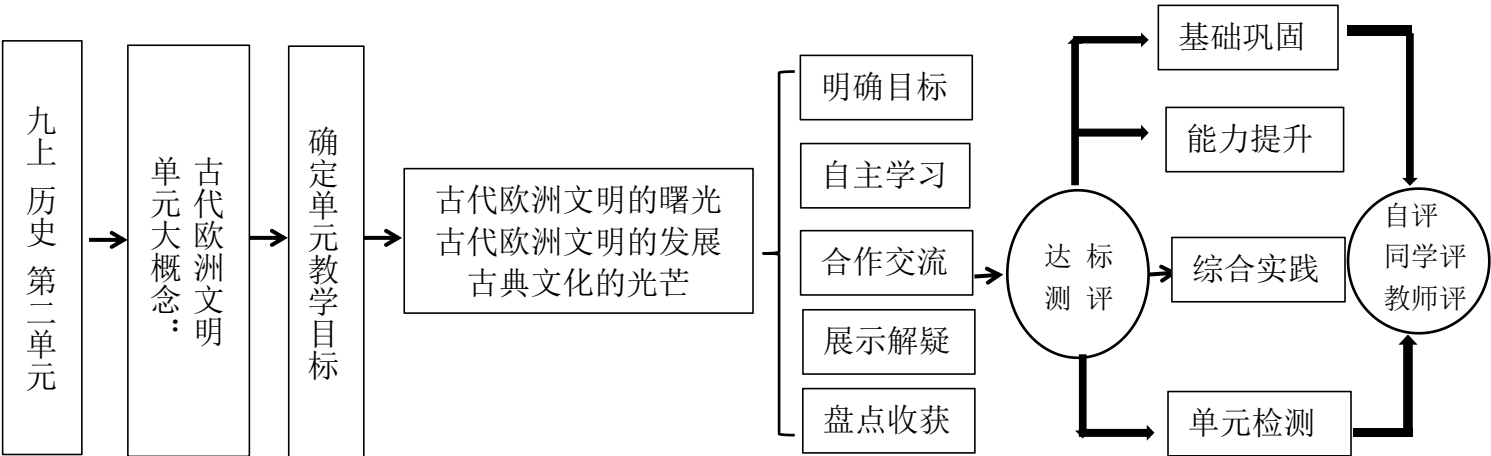 九上 历史 第二单元
单元大概念：
古代欧洲文明
确定单元教学目标
古代欧洲文明的曙光
古代欧洲文明的发展
古典文化的光芒
明确目标
自主学习
合作交流
展示解疑
盘点收获
达 标
测 评
基础巩固
能力提升
综合实践
单元检测
自评
同学评
教师评